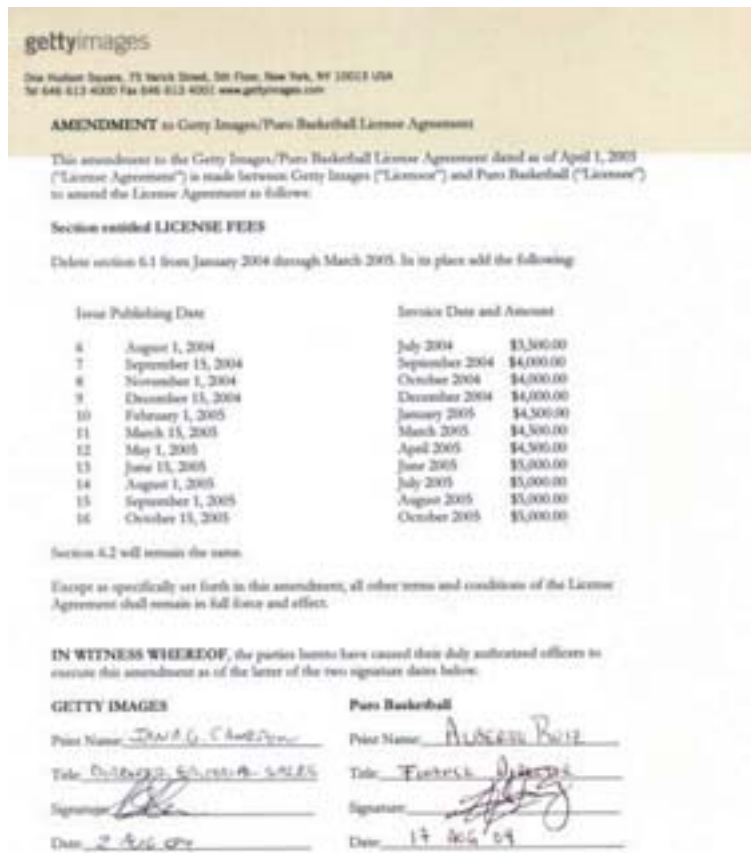 gettyimages
One Hudson Square, 75 Varick Street, 5th Floor, New York, NY 10013 USA
Tel 646 613 4000 Fax 646 613 4001 www.gettyimages.com
AMENDMENT to Getty Images/Puro Basketball License Agreement
This amendment to the Getty Images/Puro Basketball License Agreement dated as of April 1, 2003
("License Agreement") is made between Getty Images ("Licensor") and Puro Basketball ("Licensee")
to amend the License Agreement as follows:
Section entitled LICENSE FEES
Delete section 6.1 from January 2004 through March 2005. In its place add the following:
Issue Publishing Date Invoice Date and Amount
6 August 1, 2004 July 2004 $3,500.00
7 September 15, 2004 September 2004 $4,000.00
8 November 1, 2004 October 2004 $4,000.00
9 December 15, 2004 December 2004 $4,000.00
10 February 1, 2005 January 2005 $4,500.00
11 March 15, 2005 March 2005 $4,500.00
12 May 1, 2005 April 2005 $4,500.00
13 June 15, 2005 June 2005 $5,000.00
14 August 1, 2005 July 2005 $5,000.00
15 September 1, 2005 August 2005 $5,000.00
16 October 15, 2005 October 2005 $5,000.00
Section 6.2 will remain the same.
Except as specifically set forth in this amendment, all other terms and conditions of the License
Agreement shall remain in full force and effect.
IN WITNESS WHEREOF, the parties hereto have caused their duly authorized officers to
execute this amendment as of the latter of the two signature dates below.
GETTY IMAGES Puro Basketball
Print Name: Print Name: ALBERTO RUIZ
Title: SALES Title: DIRECTOR
Signature: Signature:
Date: 2 AUG Date: 17 AUG 04